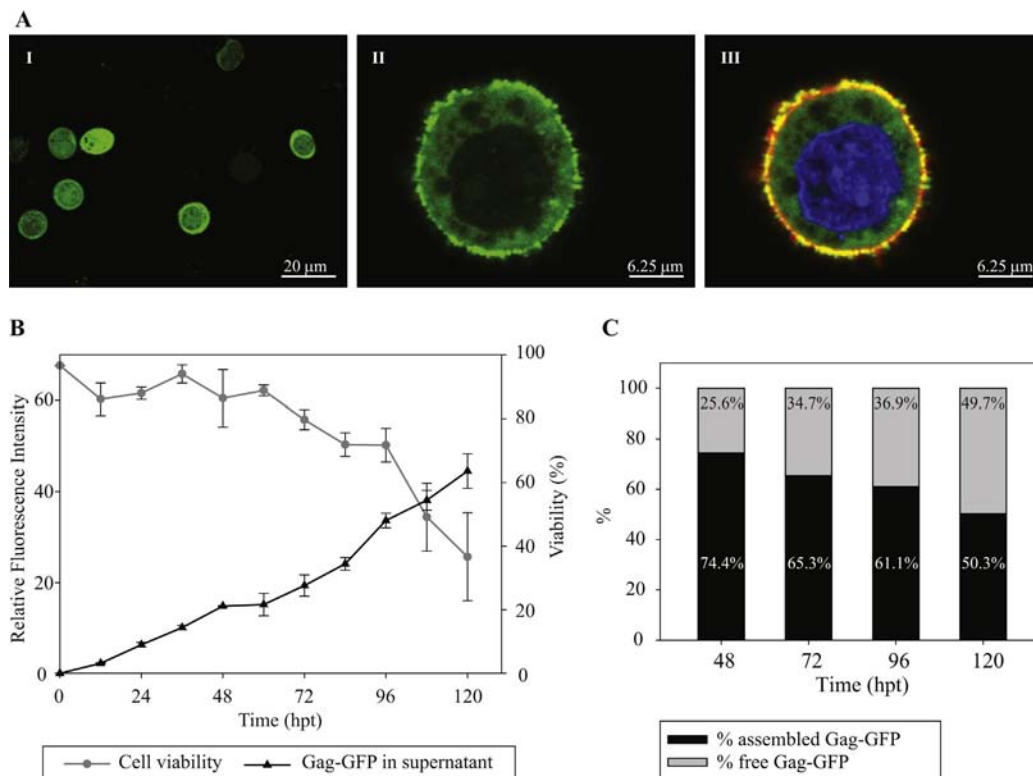 A
I
II
III
20 μm
6.25 μm
6.25 μm
B
Relative Fluorescence Intensity
60
40
20
0
100
80
60
40
20
0
Viability (%)
0 24 48 72 96 120
Time (hpt)
Cell viability
Gag-GFP in supernatant
C
%
100
80
60
40
20
0
25.6% 34.7% 36.9% 49.7%
74.4% 65.3% 61.1% 50.3%
48 72 96 120
Time (hpt)
% assembled Gag-GFP
% free Gag-GFP